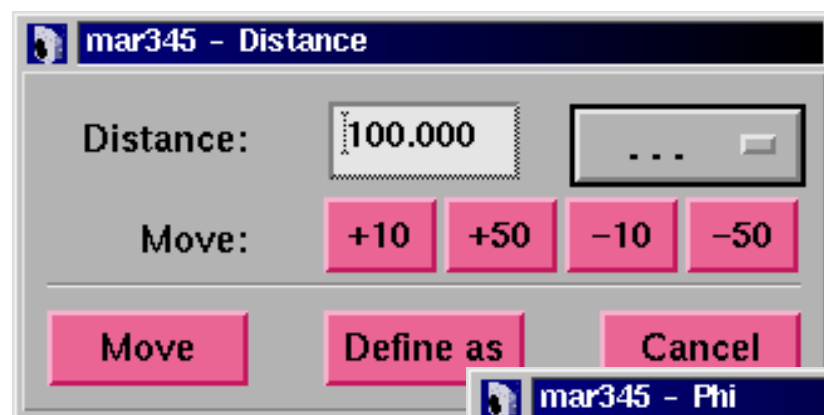 mar345 - Distance
Distance: 100.000 ...
Move: +10 +50 -10 -50
Move Define as Cancel
mar345 - Phi